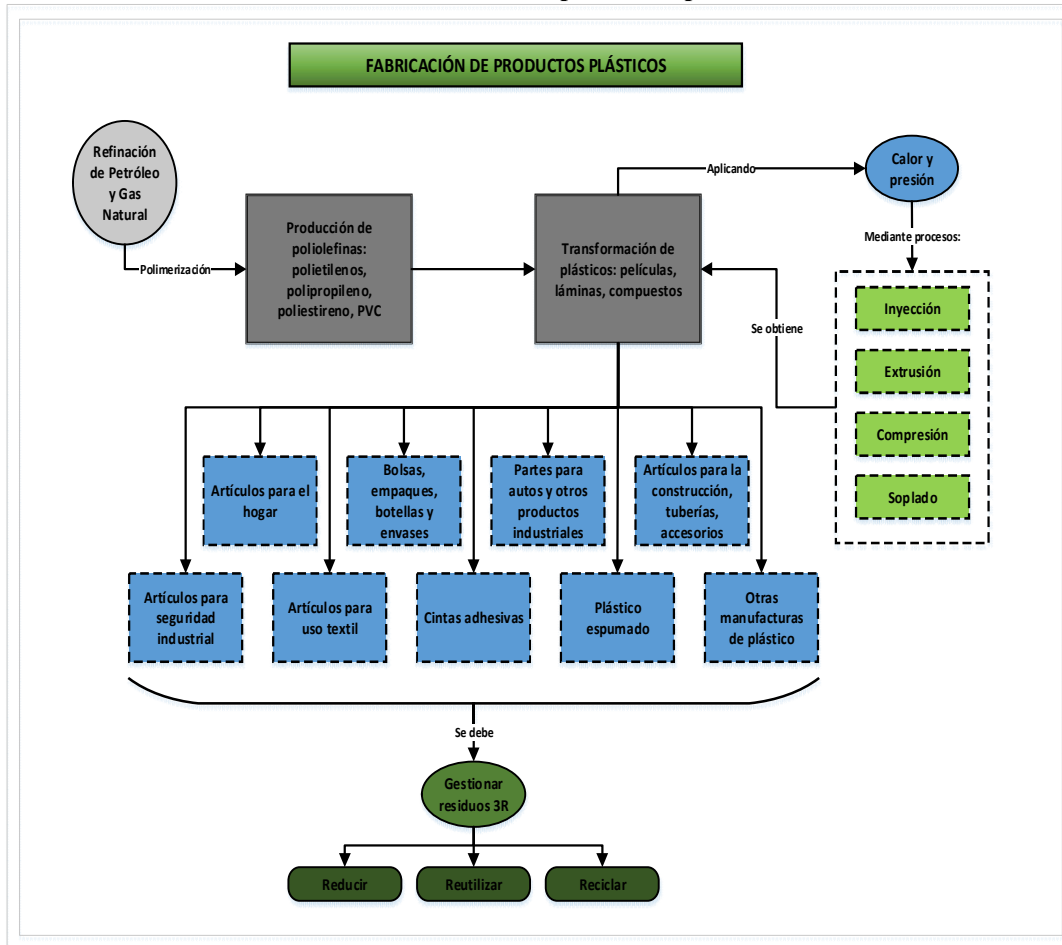 FABRICACIÓN DE PRODUCTOS PLÁSTICOS
Refinación
de Petróleo
y Gas
Natural
Polimerización
Producción de
poliolefinas:
polietilenos,
polipropileno,
poliestireno, PVC
Transformación de
plásticos: películas,
láminas, compuestos
Aplicando
Calor y
presión
Mediante procesos:
Inyección
Extrusión
Compresión
Soplado
Se obtiene
Artículos para el
hogar
Bolsas,
empaques,
botellas y
envases
Partes para
autos y otros
productos
industriales
Artículos para la
construcción,
tuberías,
accesorios
Artículos para
seguridad
industrial
Artículos para
uso textil
Cintas adhesivas
Plástico
espumado
Otras
manufacturas
de plástico
Se debe
Gestionar
residuos 3R
Reducir
Reutilizar
Reciclar